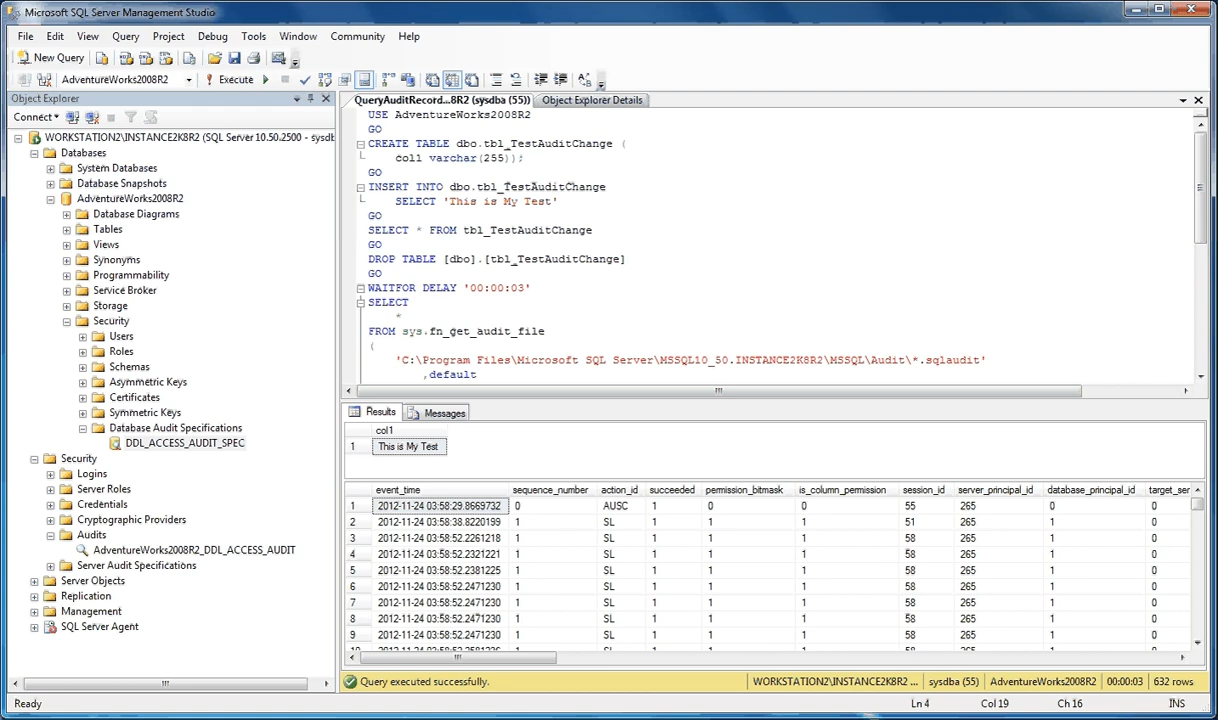 Microsoft SQL Server Management Studio
File Edit View Query Project Debug Tools Window Community Help
New Query
AdventureWorks2008R2 ! Execute
Object Explorer
QueryAuditRecord...8R2 (sysdba (55)) Object Explorer Details
Connect
WORKSTATION2\INSTANCE2K8R2 (SQL Server 10.50.2500 - sysdb
Databases
System Databases
Database Snapshots
AdventureWorks2008R2
Database Diagrams
Tables
Views
Synonyms
Programmability
Service Broker
Storage
Security
Users
Roles
Schemas
Asymmetric Keys
Certificates
Symmetric Keys
Database Audit Specifications
DDL_ACCESS_AUDIT_SPEC
Security
Logins
Server Roles
Credentials
Cryptographic Providers
Audits
AdventureWorks2008R2_DDL_ACCESS_AUDIT
Server Audit Specifications
Server Objects
Replication
Management
SQL Server Agent
USE AdventureWorks2008R2
GO
CREATE TABLE dbo.tbl_TestAuditChange (
col1 varchar(255));
GO
INSERT INTO dbo.tbl_TestAuditChange
SELECT 'This is My Test'
GO
SELECT * FROM tbl_TestAuditChange
GO
DROP TABLE [dbo].[tbl_TestAuditChange]
GO
WAITFOR DELAY '00:00:03'
SELECT
*
FROM sys.fn_get_audit_file
(
'C:\Program Files\Microsoft SQL Server\MSSQL10_50.INSTANCE2K8R2\MSSQL\Audit\*.sqlaudit'
,default
Results Messages
col1
1 This is My Test
event_time sequence_number action_id succeeded permission_bitmask is_column_permission session_id server_principal_id database_principal_id target_ser
1 2012-11-24 03:58:29.8669732 0 AUSC 1 0 0 55 265 0 0
2 2012-11-24 03:58:38.8220199 1 SL 1 1 1 51 265 1 0
3 2012-11-24 03:58:52.2261218 1 SL 1 1 1 58 265 1 0
4 2012-11-24 03:58:52.2321221 1 SL 1 1 1 58 265 1 0
5 2012-11-24 03:58:52.2381225 1 SL 1 1 1 58 265 1 0
6 2012-11-24 03:58:52.2471230 1 SL 1 1 1 58 265 1 0
7 2012-11-24 03:58:52.2471230 1 SL 1 1 1 58 265 1 0
8 2012-11-24 03:58:52.2471230 1 SL 1 1 1 58 265 1 0
9 2012-11-24 03:58:52.2471230 1 SL 1 1 1 58 265 1 0
Query executed successfully. WORKSTATION2\INSTANCE2K8R2 ... sysdba (55) AdventureWorks2008R2 00:00:03 632 rows
Ready Ln 4 Col 19 Ch 16 INS